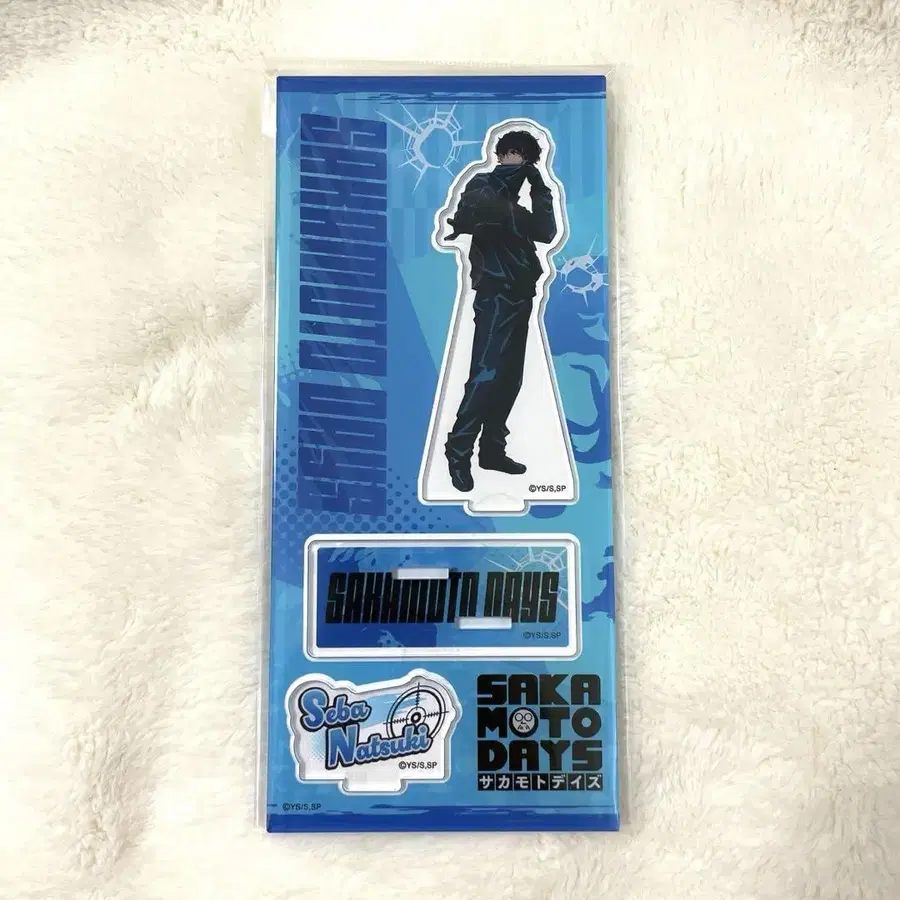 SAKAMOTO DAYS
©YS/S,SP
SAKAMOTO DAYS
©YS/S,SP
Seba
Natsuki
©YS/S,SP
SAKA
MOTO
DAYS
サカモトデイズ
©YS/S,SP